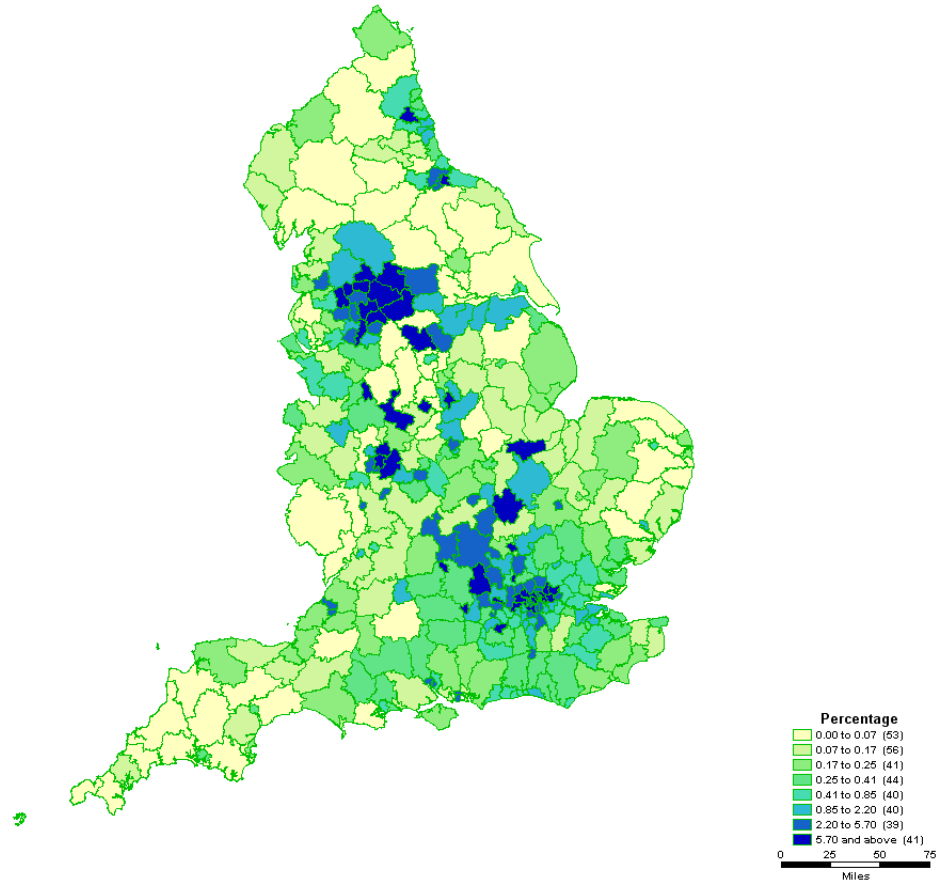 Percentage
0.00 to 0.07 (53)
0.07 to 0.17 (56)
0.17 to 0.25 (41)
0.25 to 0.41 (44)
0.41 to 0.85 (40)
0.85 to 2.20 (40)
2.20 to 5.70 (39)
5.70 and above (41)
0 25 50 75
Miles